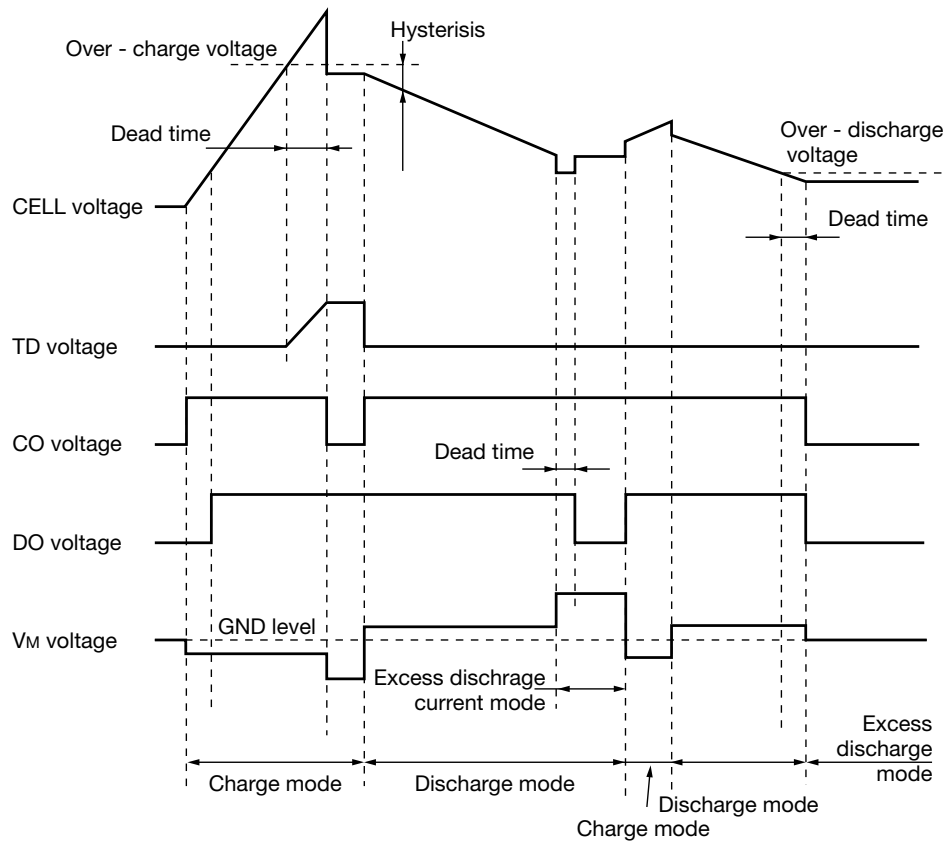 Hysterisis
Over - charge voltage
Dead time
Over - discharge
voltage
CELL voltage
Dead time
TD voltage
CO voltage
Dead time
DO voltage
GND level
VM voltage
Excess dischrage
current mode
Excess
discharge
mode
Charge mode
Discharge mode
Discharge mode
Charge mode